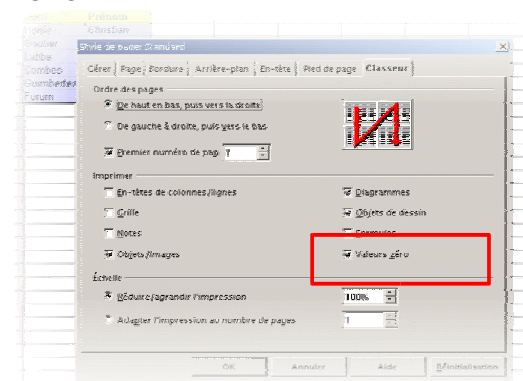 Prénom
Christian
Style de page: Standard
Gérer Page Bordure Arrière-plan En-tête Pied de page Classeur
Ordre des pages
De haut en bas, puis vers la droite
De gauche à droite, puis vers le bas
Premier numéro de page
Imprimer
En-têtes de colonnes/lignes
Diagrammes
Grille
Objets de dessin
Notes
Formules
Objets/Images
Valeurs zéro
Échelle
Réduire/agrandir l'impression 100%
Adapter l'impression au nombre de pages 1
OK Annuler Aide Réinitialisation